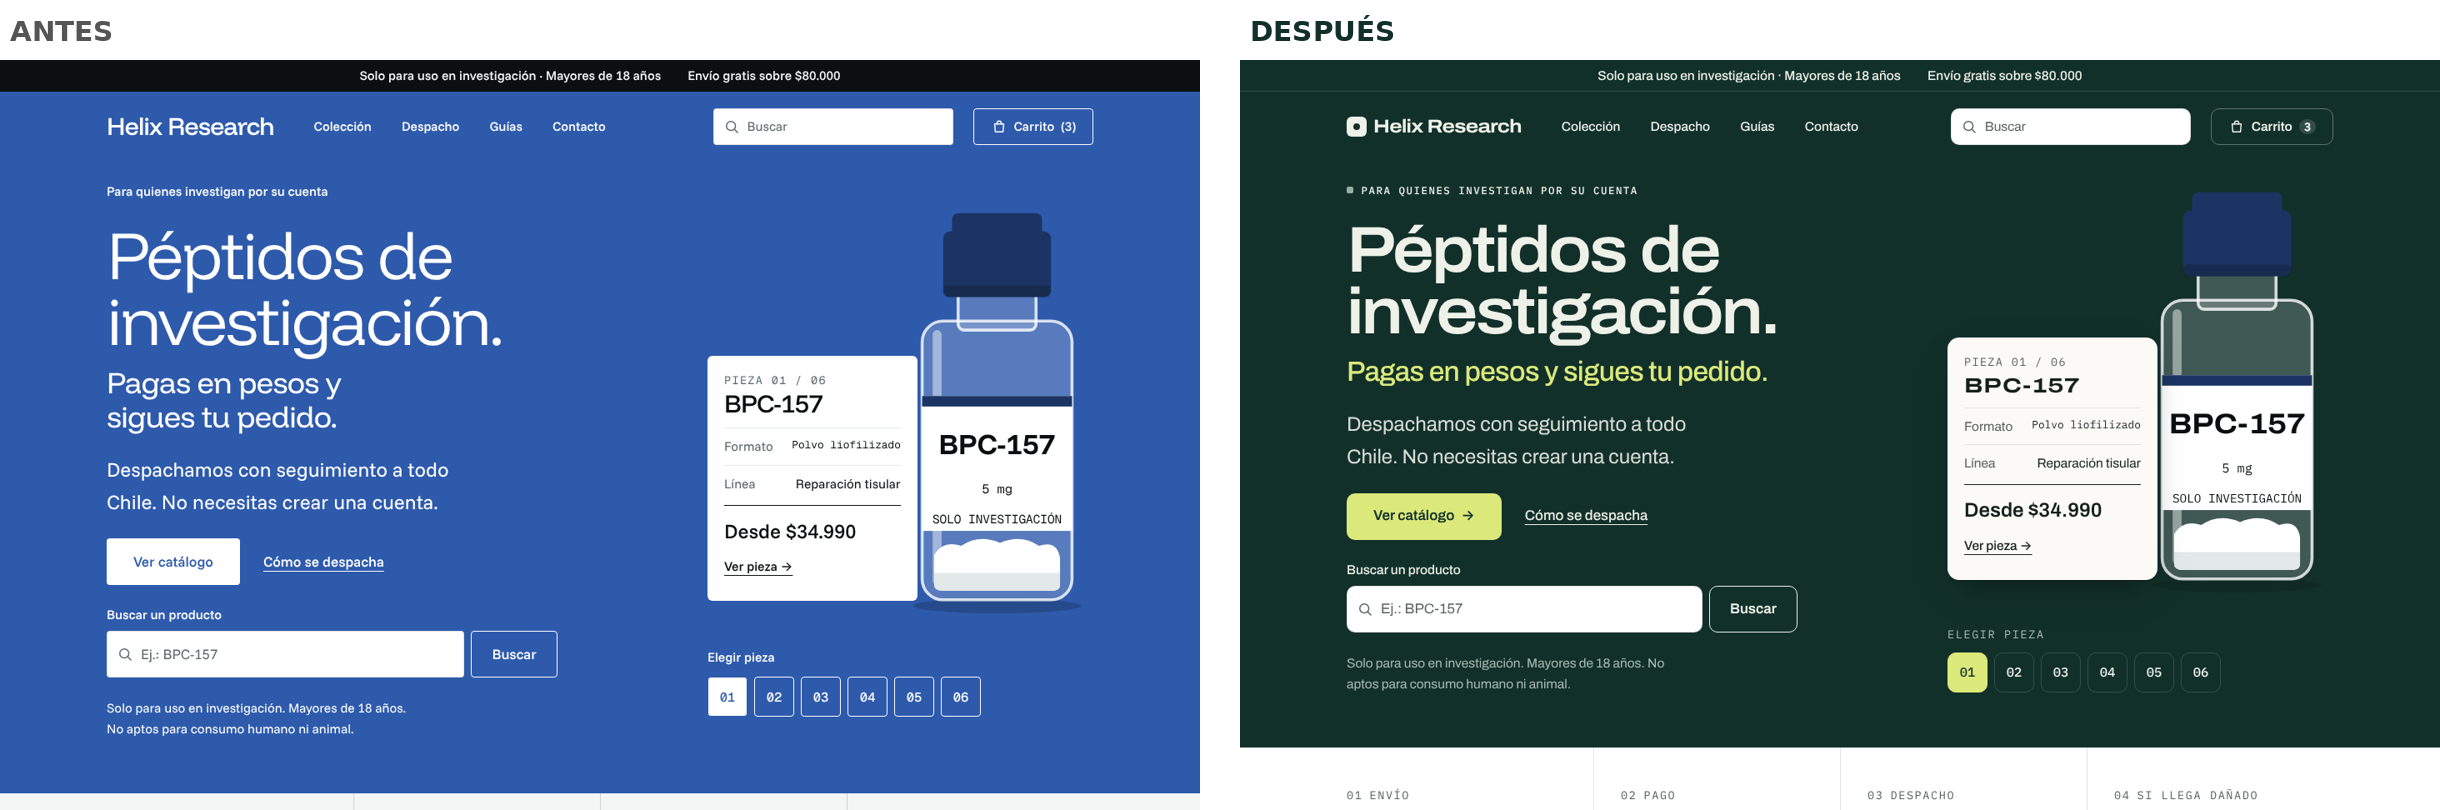 ANTES
Solo para uso en investigación · Mayores de 18 años Envío gratis sobre $80.000
Helix Research Colección Despacho Guías Contacto Buscar Carrito (3)
Para quienes investigan por su cuenta
Péptidos de
investigación.
Pagas en pesos y
sigues tu pedido.
Despachamos con seguimiento a todo
Chile. No necesitas crear una cuenta.
Ver catálogo Cómo se despacha
Buscar un producto
Ej.: BPC-157 Buscar
Solo para uso en investigación. Mayores de 18 años.
No aptos para consumo humano ni animal.
PIEZA 01 / 06
BPC-157
Formato Polvo liofilizado
Línea Reparación tisular
Desde $34.990
Ver pieza →
BPC-157
5 mg
SOLO INVESTIGACIÓN
Elegir pieza
01 02 03 04 05 06
DESPUÉS
Solo para uso en investigación · Mayores de 18 años Envío gratis sobre $80.000
Helix Research Colección Despacho Guías Contacto Buscar Carrito 3
PARA QUIENES INVESTIGAN POR SU CUENTA
Péptidos de
investigación.
Pagas en pesos y sigues tu pedido.
Despachamos con seguimiento a todo
Chile. No necesitas crear una cuenta.
Ver catálogo → Cómo se despacha
Buscar un producto
Ej.: BPC-157 Buscar
Solo para uso en investigación. Mayores de 18 años. No
aptos para consumo humano ni animal.
PIEZA 01 / 06
BPC-157
Formato Polvo liofilizado
Línea Reparación tisular
Desde $34.990
Ver pieza →
BPC-157
5 mg
SOLO INVESTIGACIÓN
ELEGIR PIEZA
01 02 03 04 05 06
01 ENVÍO 02 PAGO 03 DESPACHO 04 SI LLEGA DAÑADO